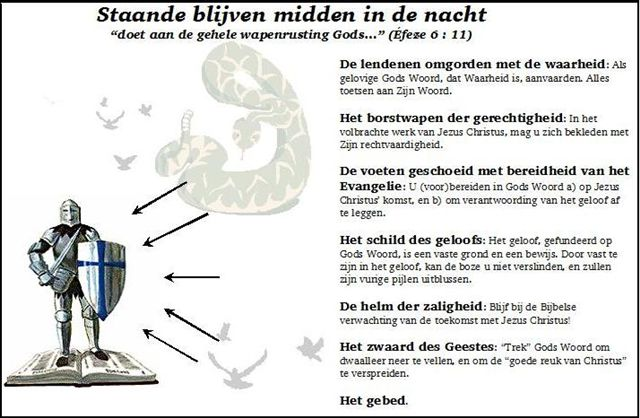 Staande blijven midden in de nacht
“doet aan de gehele wapenrusting Gods...” (Éfeze 6 : 11)
De lendenen omgorden met de waarheid: Als
gelovige Gods Woord, dat Waarheid is, aanvaarden. Alles
toetsen aan Zijn Woord.
Het borstwapen der gerechtigheid: In het
volbrachte werk van Jezus Christus, mag u zich bekleden met
Zijn rechtvaardigheid.
De voeten geschoeid met bereidheid van het
Evangelie: U (voor)bereiden in Gods Woord a) op Jezus
Christus' komst, en b) om verantwoording van het geloof af
te leggen.
Het schild des geloofs: Het geloof, gefundeerd op
Gods Woord, is een vaste grond en een bewijs. Door vast te
zijn in het geloof, kan de boze u niet verslinden, en zullen
zijn vurige pijlen uitblussen.
De helm der zaligheid: Blijf bij de Bijbelse
verwachting van de toekomst met Jezus Christus!
Het zwaard des Geestes: “Trek” Gods Woord om
dwaalleer neer te vellen, en om de “goede reuk van Christus”
te verspreiden.
Het gebed.